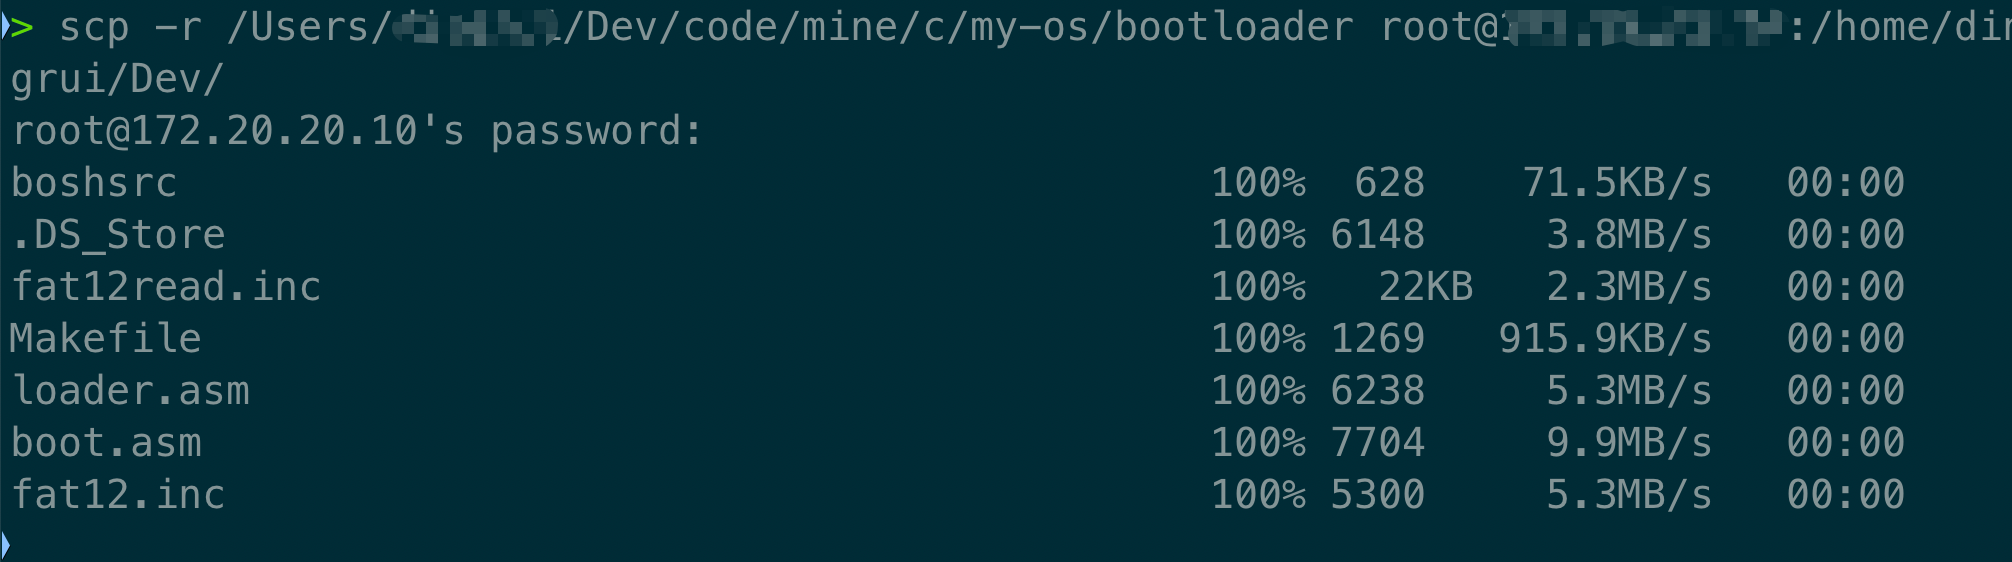 > scp -r /Users/ /Dev/code/mine/c/my-os/bootloader root@ :/home/din
grui/Dev/
root@172.20.20.10's password:
boshsrc 100% 628 71.5KB/s 00:00
.DS_Store 100% 6148 3.8MB/s 00:00
fat12read.inc 100% 22KB 2.3MB/s 00:00
Makefile 100% 1269 915.9KB/s 00:00
loader.asm 100% 6238 5.3MB/s 00:00
boot.asm 100% 7704 9.9MB/s 00:00
fat12.inc 100% 5300 5.3MB/s 00:00